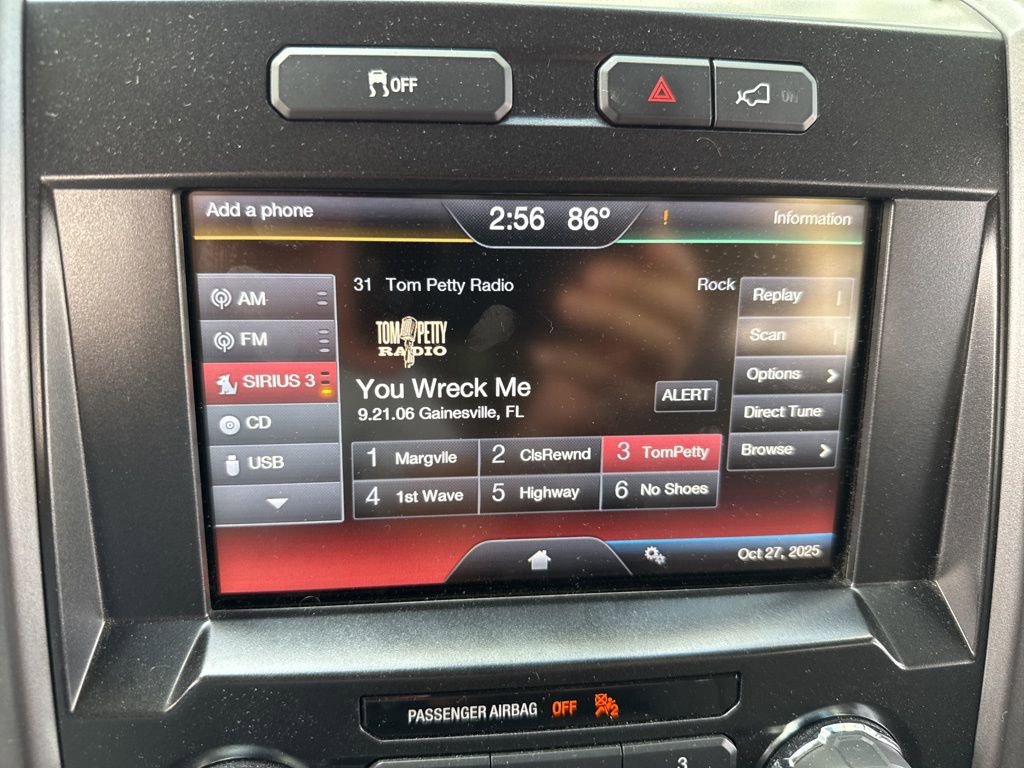 OFF
ON
Add a phone
2:56 86°
!
Information
AM
FM
SIRIUS 3
CD
USB
31 Tom Petty Radio
Rock
TOM PETTY
RADIO
You Wreck Me
9.21.06 Gainesville, FL
ALERT
1 Margvlle
2 ClsRewnd
3 TomPetty
4 1st Wave
5 Highway
6 No Shoes
Replay
Scan
Options
Direct Tune
Browse
Oct 27, 2025
PASSENGER AIRBAG OFF
3